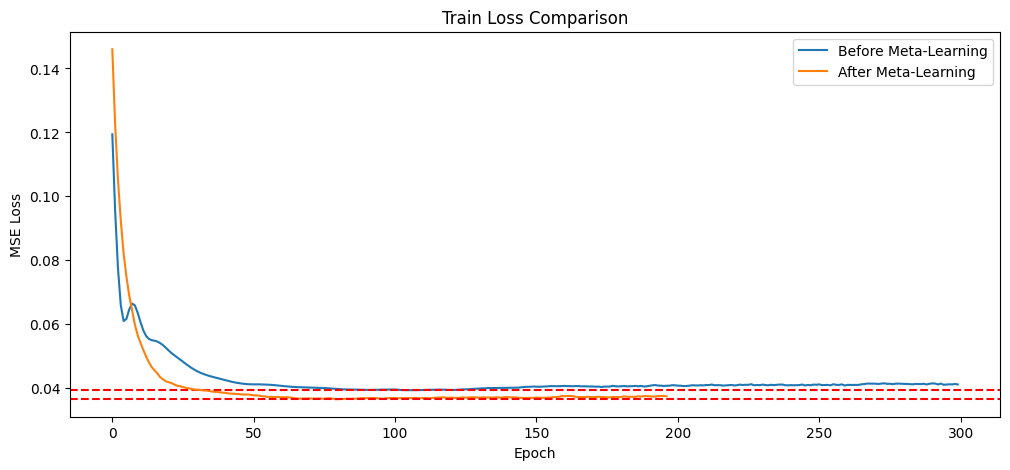 Train Loss Comparison
Before Meta-Learning
After Meta-Learning
MSE Loss
0.14
0.12
0.10
0.08
0.06
0.04
0
50
100
150
200
250
300
Epoch